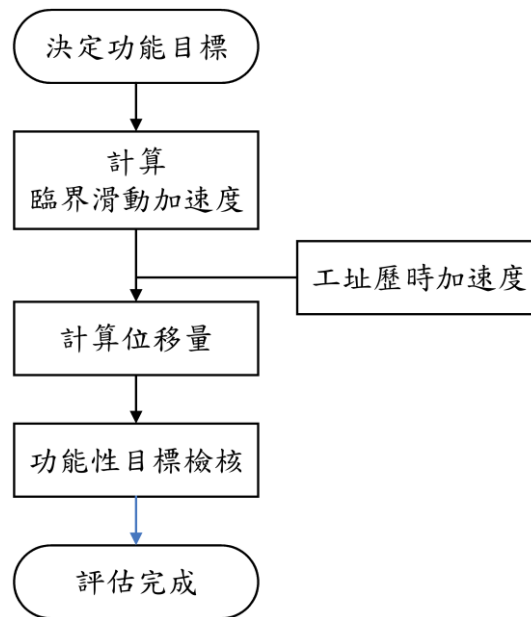 決定功能目標
計算
臨界滑動加速度
工址歷時加速度
計算位移量
功能性目標檢核
評估完成